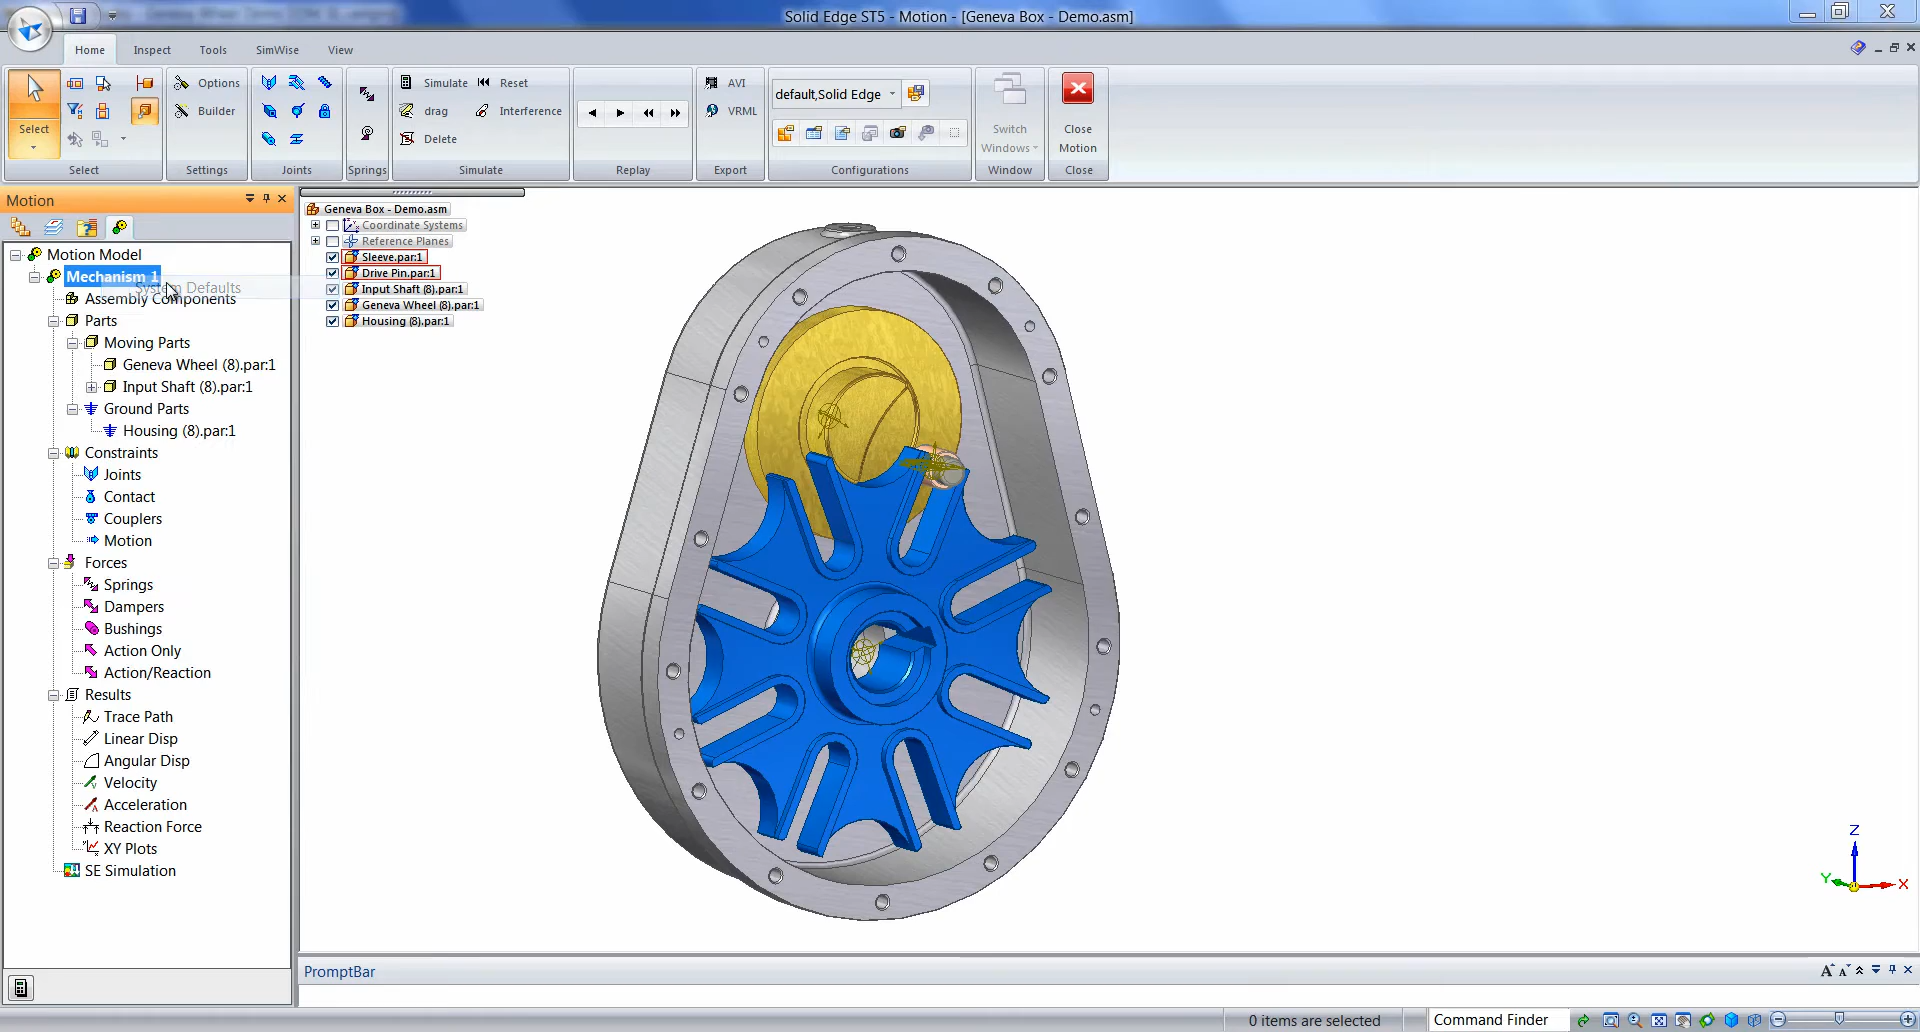 Solid Edge ST5 - Motion - [Geneva Box - Demo.asm]
Home Inspect Tools SimWise View
Select
Select
Options
Builder
Settings
Joints
Springs
Simulate Reset
drag Interference
Delete
Simulate
Replay
AVI
VRML
Export
default,Solid Edge
Configurations
Switch
Windows
Window
Close
Motion
Close
Motion
Motion Model
Mechanism 1
System Defaults
Assembly Components
Parts
Moving Parts
Geneva Wheel (8).par:1
Input Shaft (8).par:1
Ground Parts
Housing (8).par:1
Constraints
Joints
Contact
Couplers
Motion
Forces
Springs
Dampers
Bushings
Action Only
Action/Reaction
Results
Trace Path
Linear Disp
Angular Disp
Velocity
Acceleration
Reaction Force
XY Plots
SE Simulation
Geneva Box - Demo.asm
Coordinate Systems
Reference Planes
Sleeve.par:1
Drive Pin.par:1
Input Shaft (8).par:1
Geneva Wheel (8).par:1
Housing (8).par:1
Z
Y
X
PromptBar
0 items are selected
Command Finder